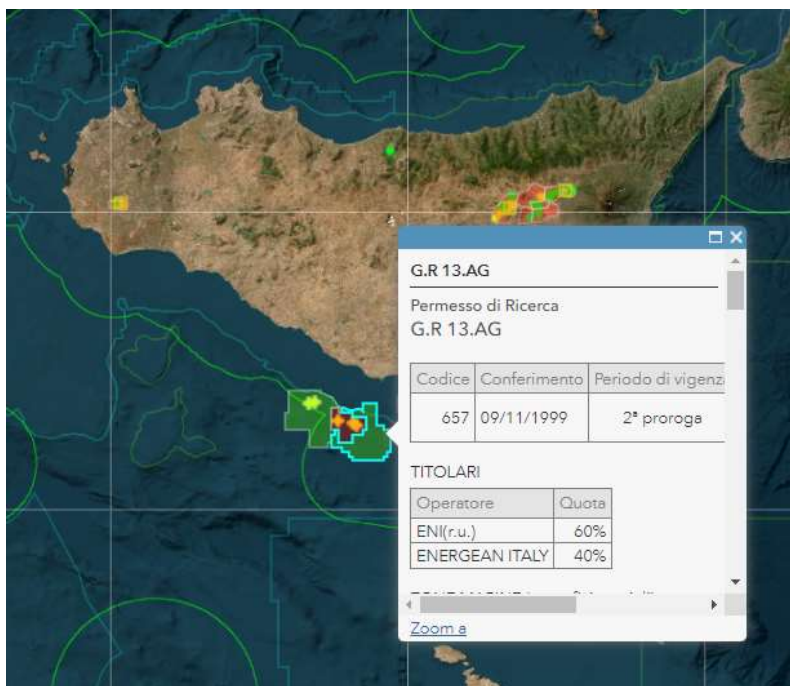 G.R 13.AG
Permesso di Ricerca
G.R 13.AG
Codice Conferimento Periodo di vigenz
657 09/11/1999 2ª proroga
TITOLARI
Operatore Quota
ENI(r.u.) 60%
ENERGEAN ITALY 40%
Zoom a